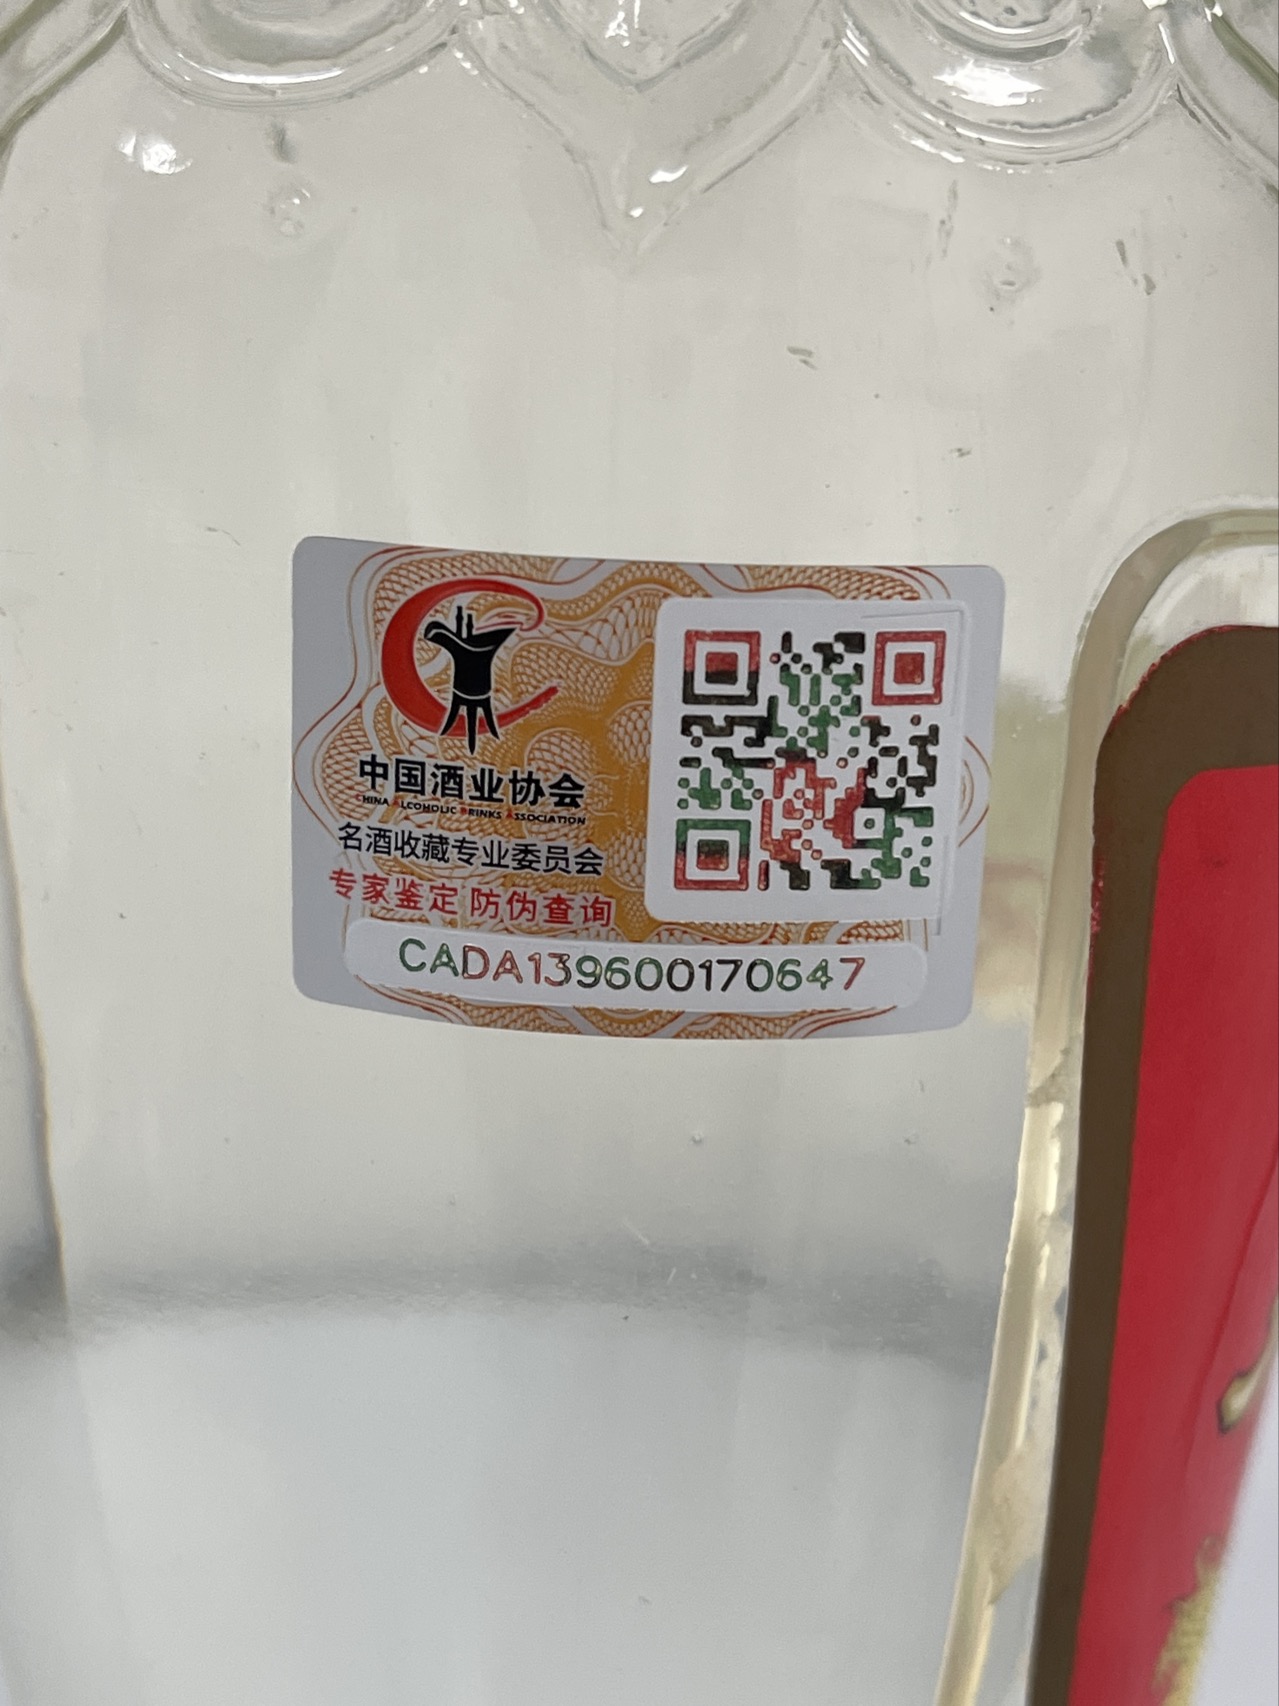 中国酒业协会
CHINA ALCOHOLIC DRINKS ASSOCIATION
名酒收藏专业委员会
专家鉴定 防伪查询
CADA139600170647